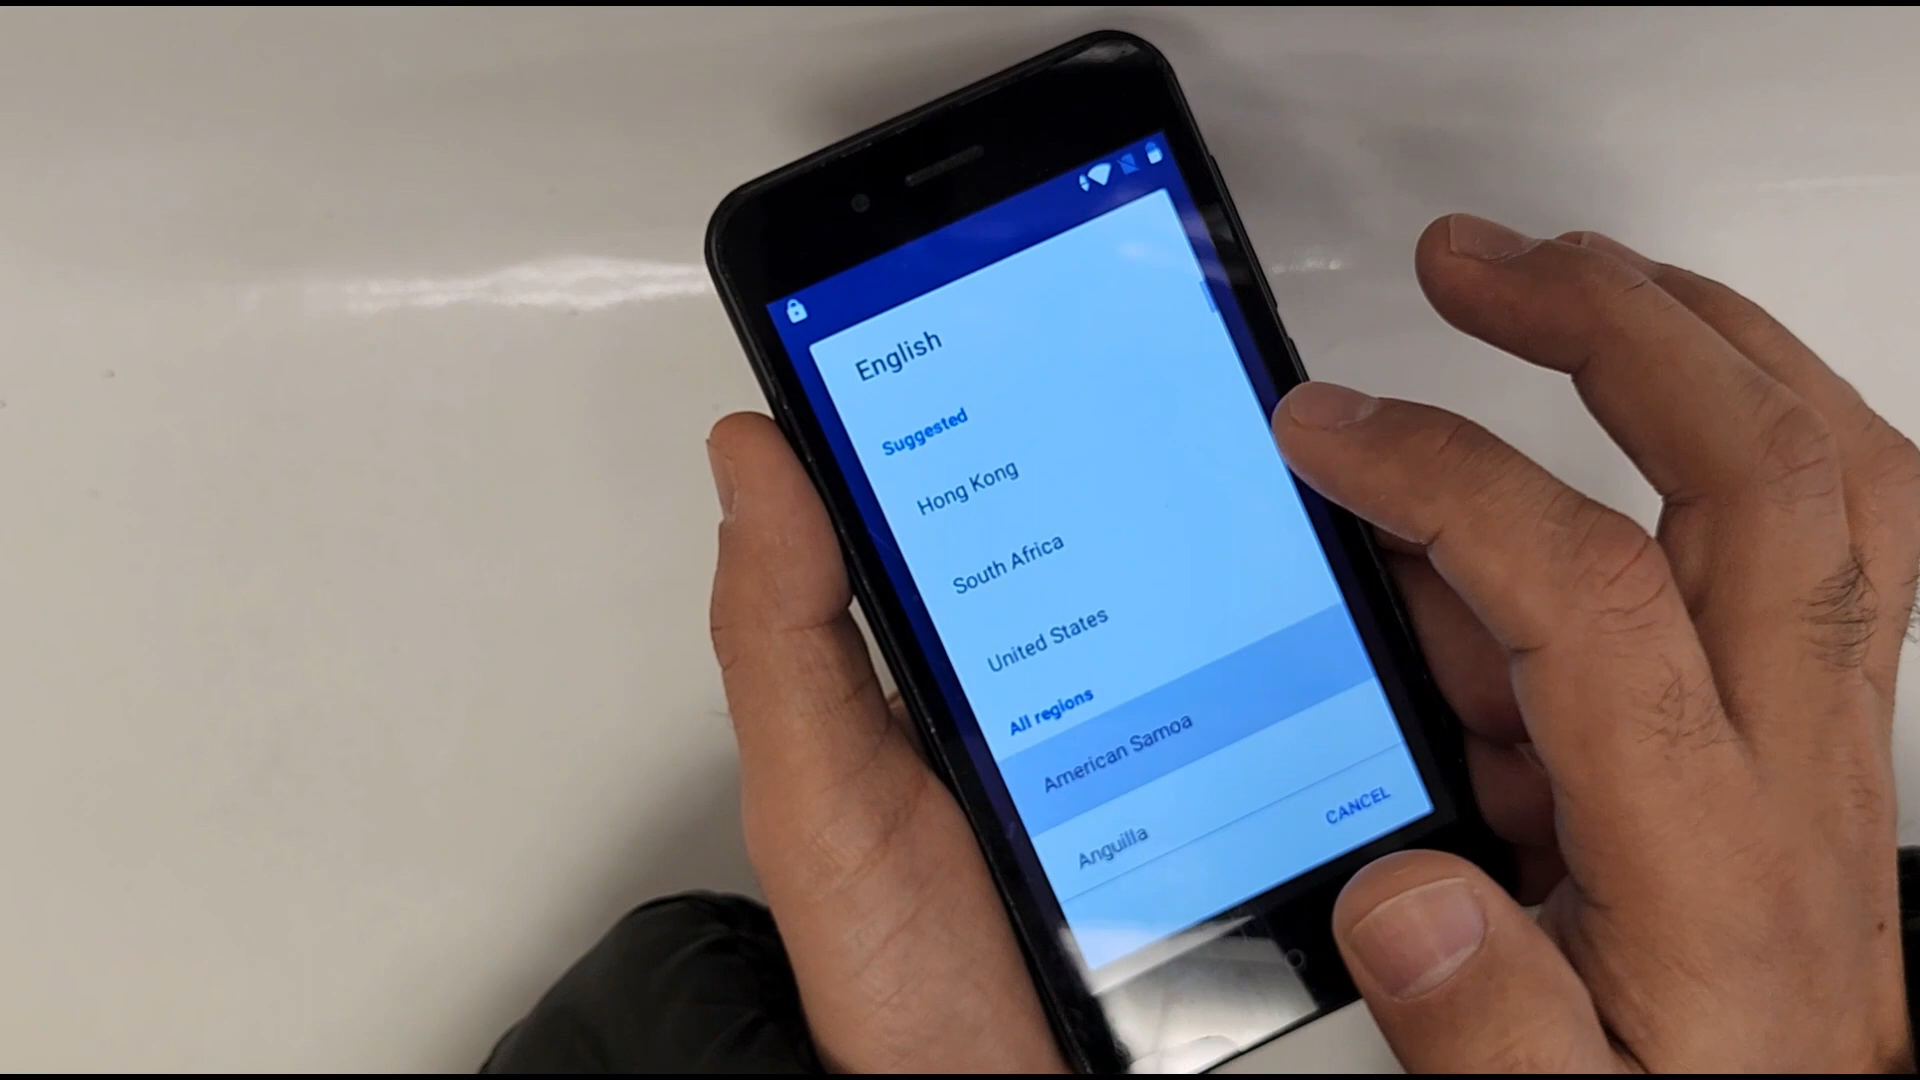 English
Suggested
Hong Kong
South Africa
United States
All regions
American Samoa
Anguilla
CANCEL